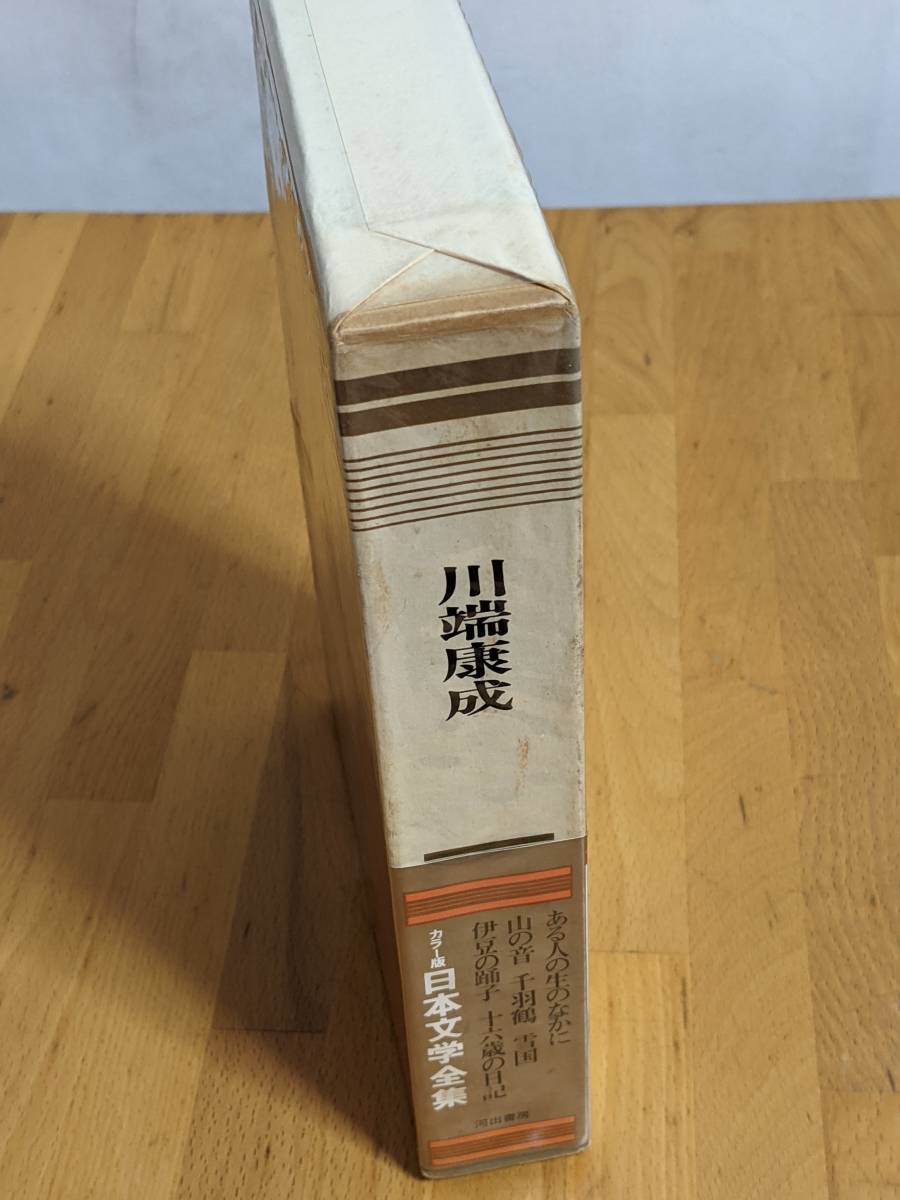 川端康成
ある人の生のなかに
山の音 千羽鶴 雪国
伊豆の踊子 十六歳の日記
カラー版 日本文学全集
河出書房